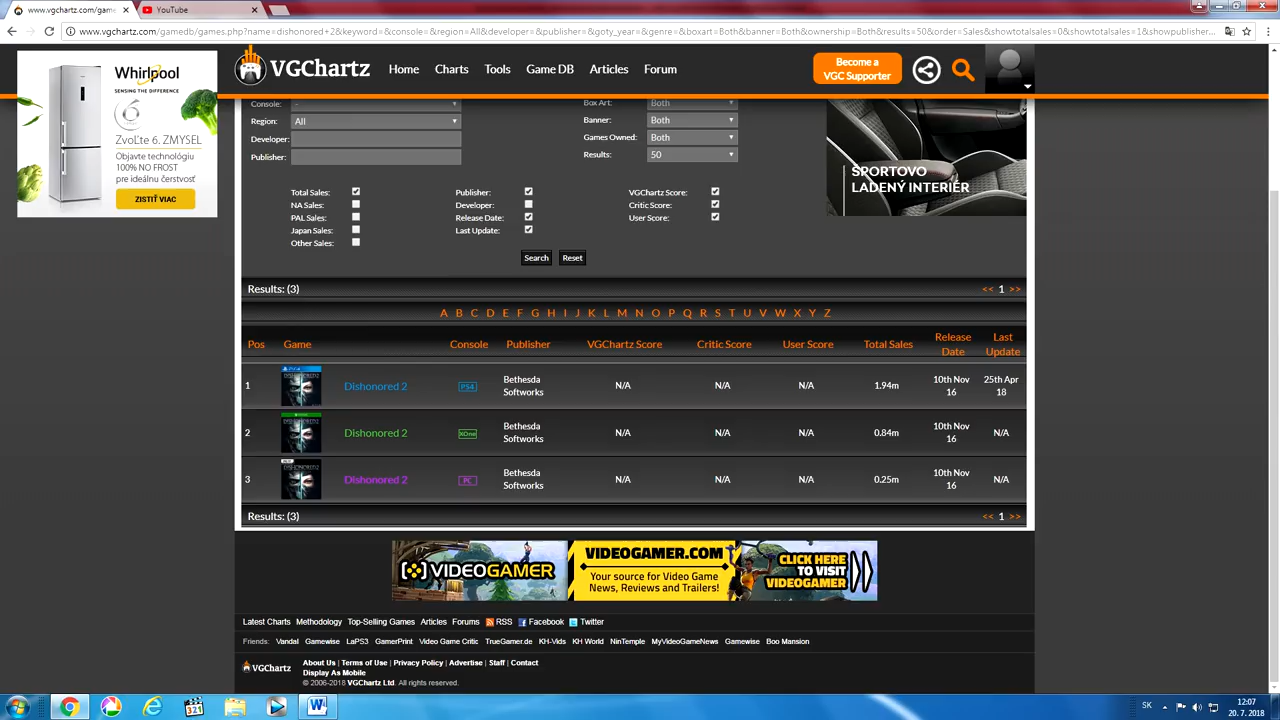 www.vgchartz.com/game
YouTube
www.vgchartz.com/gamedb/games.php?name=dishonored+2&keyword=&console=&region=All&developer=&publisher=&goty_year=&genre=&boxart=Both&banner=Both&ownership=Both&results=50&order=Sales&showtotalsales=0&showtotalsales=1&showpublisher...
VGChartz
Home
Charts
Tools
Game DB
Articles
Forum
Become a
VGC Supporter
Whirlpool
SENSING THE DIFFERENCE
6
ZvoľTe 6. ZMYSEL
Objavte technológiu
100% NO FROST
pre ideálnu čerstvosť
ZISTIŤ VIAC
Console: -
Box Art: Both
Region: All
Banner: Both
Developer:
Games Owned: Both
Publisher:
Results: 50
SPORTOVO
LADENÝ INTERIÉR
Total Sales: Publisher: VGChartz Score:
NA Sales: Developer: Critic Score:
PAL Sales: Release Date: User Score:
Japan Sales: Last Update:
Other Sales:
Search Reset
Results: (3) << 1 >>
A B C D E F G H I J K L M N O P Q R S T U V W X Y Z
Pos Game Console Publisher VGChartz Score Critic Score User Score Total Sales Release Date Last Update
1 Dishonored 2 PS4 Bethesda Softworks N/A N/A N/A 1.94m 10th Nov 16 25th Apr 18
2 Dishonored 2 XOne Bethesda Softworks N/A N/A N/A 0.84m 10th Nov 16 N/A
3 Dishonored 2 PC Bethesda Softworks N/A N/A N/A 0.25m 10th Nov 16 N/A
Results: (3) << 1 >>
VIDEOGAMER
VIDEOGAMER.COM
Your source for Video Game
News, Reviews and Trailers!
CLICK HERE
TO VISIT
VIDEOGAMER
Latest Charts Methodology Top-Selling Games Articles Forums RSS Facebook Twitter
Friends: Vandal Gamewise LaPS3 GamerPrint Video Game Critic TrueGamer.de KH-Vids KH World NinTemple MyVideoGameNews Gamewise Boo Mansion
VGChartz
About Us | Terms of Use | Privacy Policy | Advertise | Staff | Contact
Display As Mobile
© 2006-2018 VGChartz Ltd. All rights reserved.
321
SK
12:07
20. 7. 2018